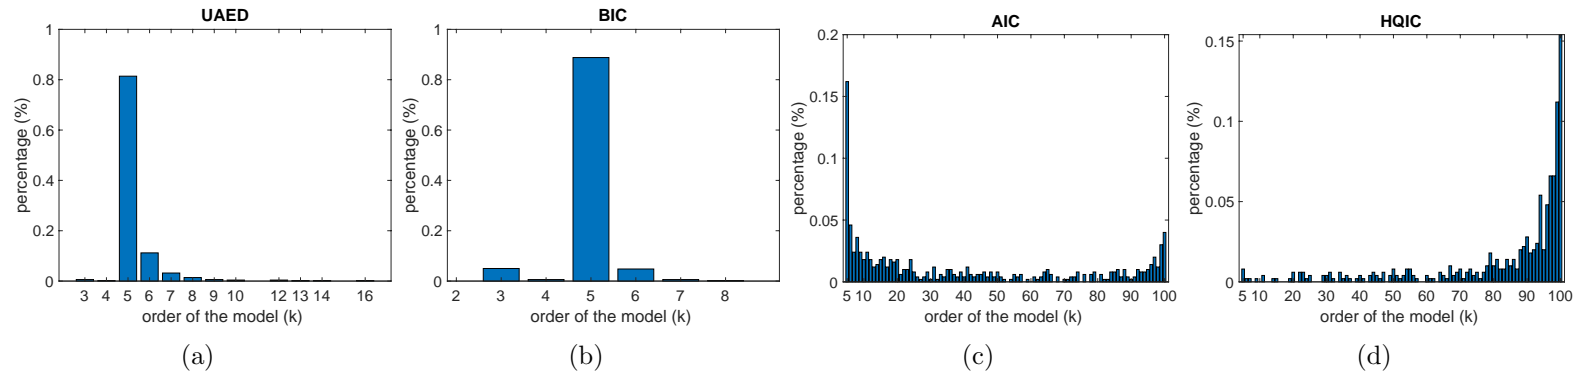 UAED
1
0.8
0.6
0.4
0.2
0
percentage (%)
3 4 5 6 7 8 9 10 12 13 14 16
order of the model (k)
(a)
BIC
1
0.8
0.6
0.4
0.2
0
percentage (%)
2 3 4 5 6 7 8
order of the model (k)
(b)
AIC
0.2
0.15
0.1
0.05
0
percentage (%)
5 10 20 30 40 50 60 70 80 90 100
order of the model (k)
(c)
HQIC
0.15
0.1
0.05
0
percentage (%)
5 10 20 30 40 50 60 70 80 90 100
order of the model (k)
(d)